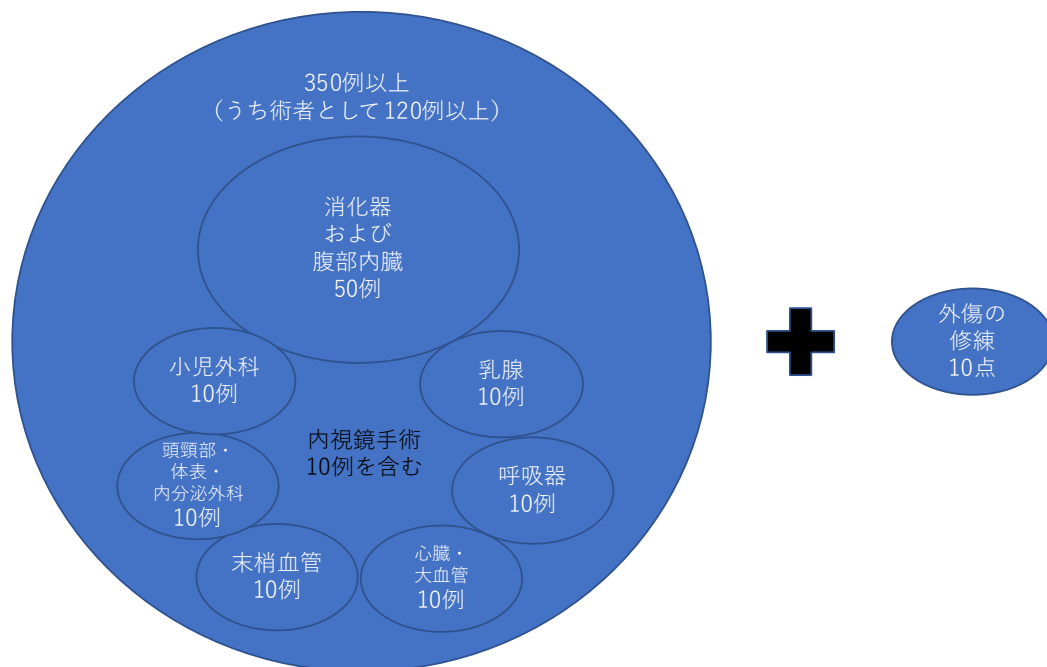 350例以上
（うち術者として120例以上）
消化器
および
腹部内臓
50例
小児外科
10例
乳腺
10例
内視鏡手術
10例を含む
頭頸部・
体表・
内分泌外科
10例
呼吸器
10例
末梢血管
10例
心臓・
大血管
10例
外傷の
修練
10点